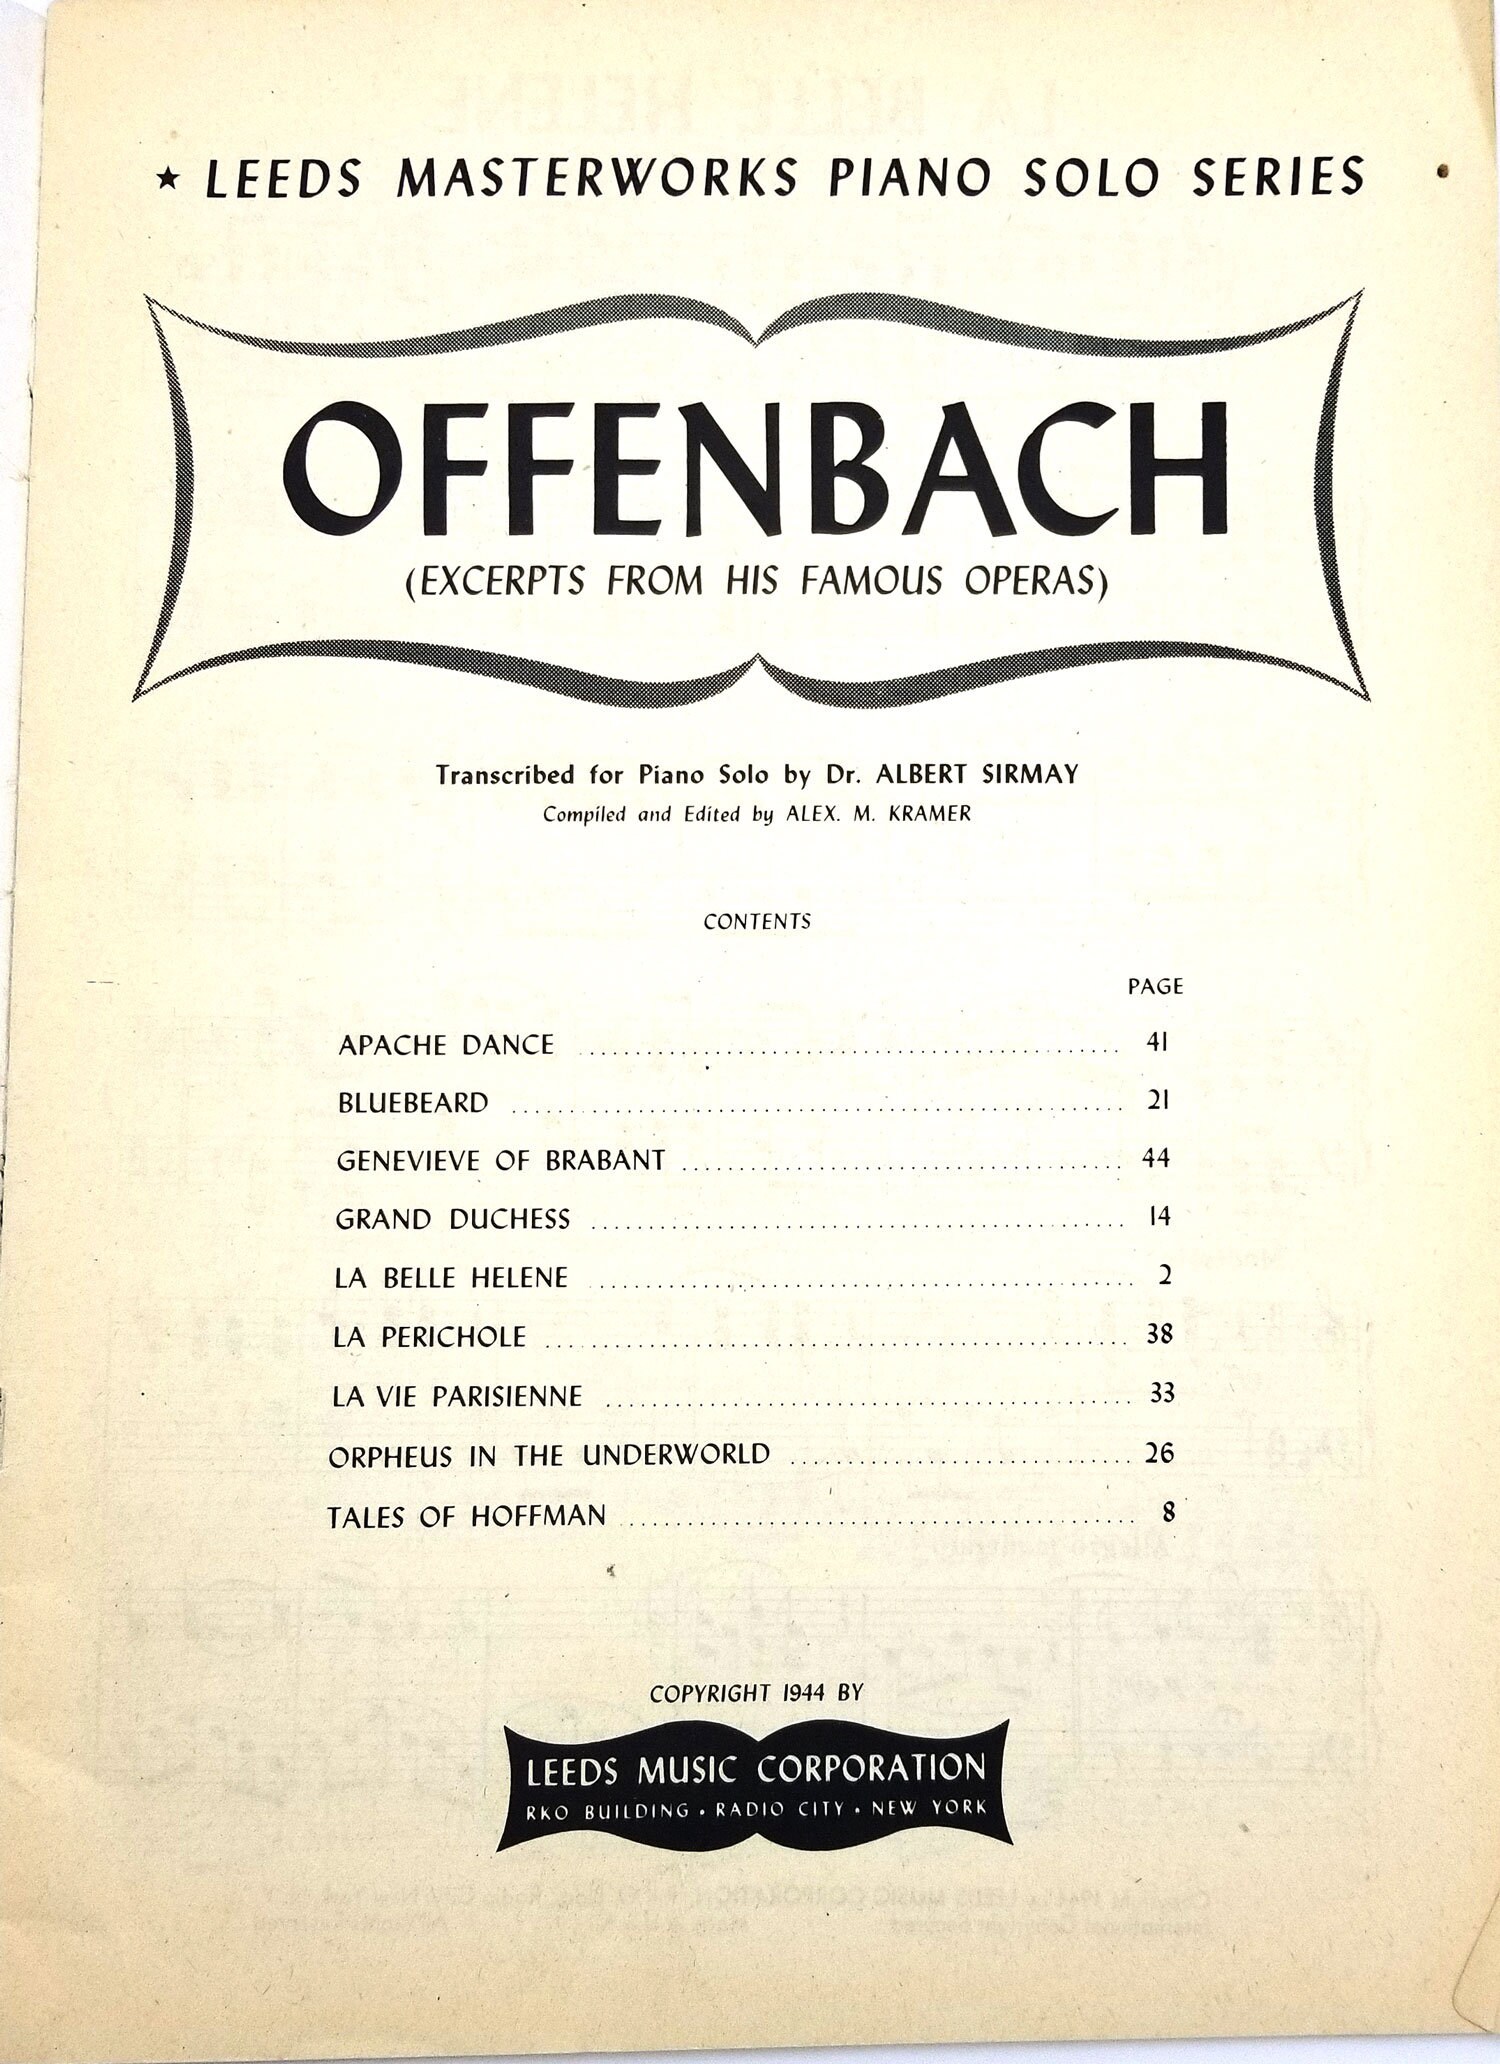 ★ LEEDS MASTERWORKS PIANO SOLO SERIES
OFFENBACH
(EXCERPTS FROM HIS FAMOUS OPERAS)
Transcribed for Piano Solo by Dr. ALBERT SIRMAY
Compiled and Edited by ALEX. M. KRAMER
CONTENTS
PAGE
APACHE DANCE 41
BLUEBEARD 21
GENEVIEVE OF BRABANT 44
GRAND DUCHESS 14
LA BELLE HELENE 2
LA PERICHOLE 38
LA VIE PARISIENNE 33
ORPHEUS IN THE UNDERWORLD 26
TALES OF HOFFMAN 8
COPYRIGHT 1944 BY
LEEDS MUSIC CORPORATION
RKO BUILDING • RADIO CITY • NEW YORK